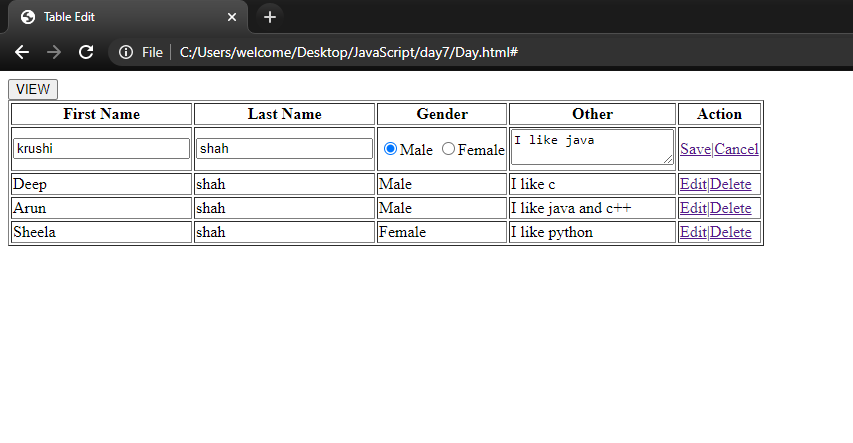 Table Edit
File C:/Users/welcome/Desktop/JavaScript/day7/Day.html#
VIEW
First Name Last Name Gender Other Action
krushi shah Male Female I like java Save|Cancel
Deep shah Male I like c Edit|Delete
Arun shah Male I like java and c++ Edit|Delete
Sheela shah Female I like python Edit|Delete